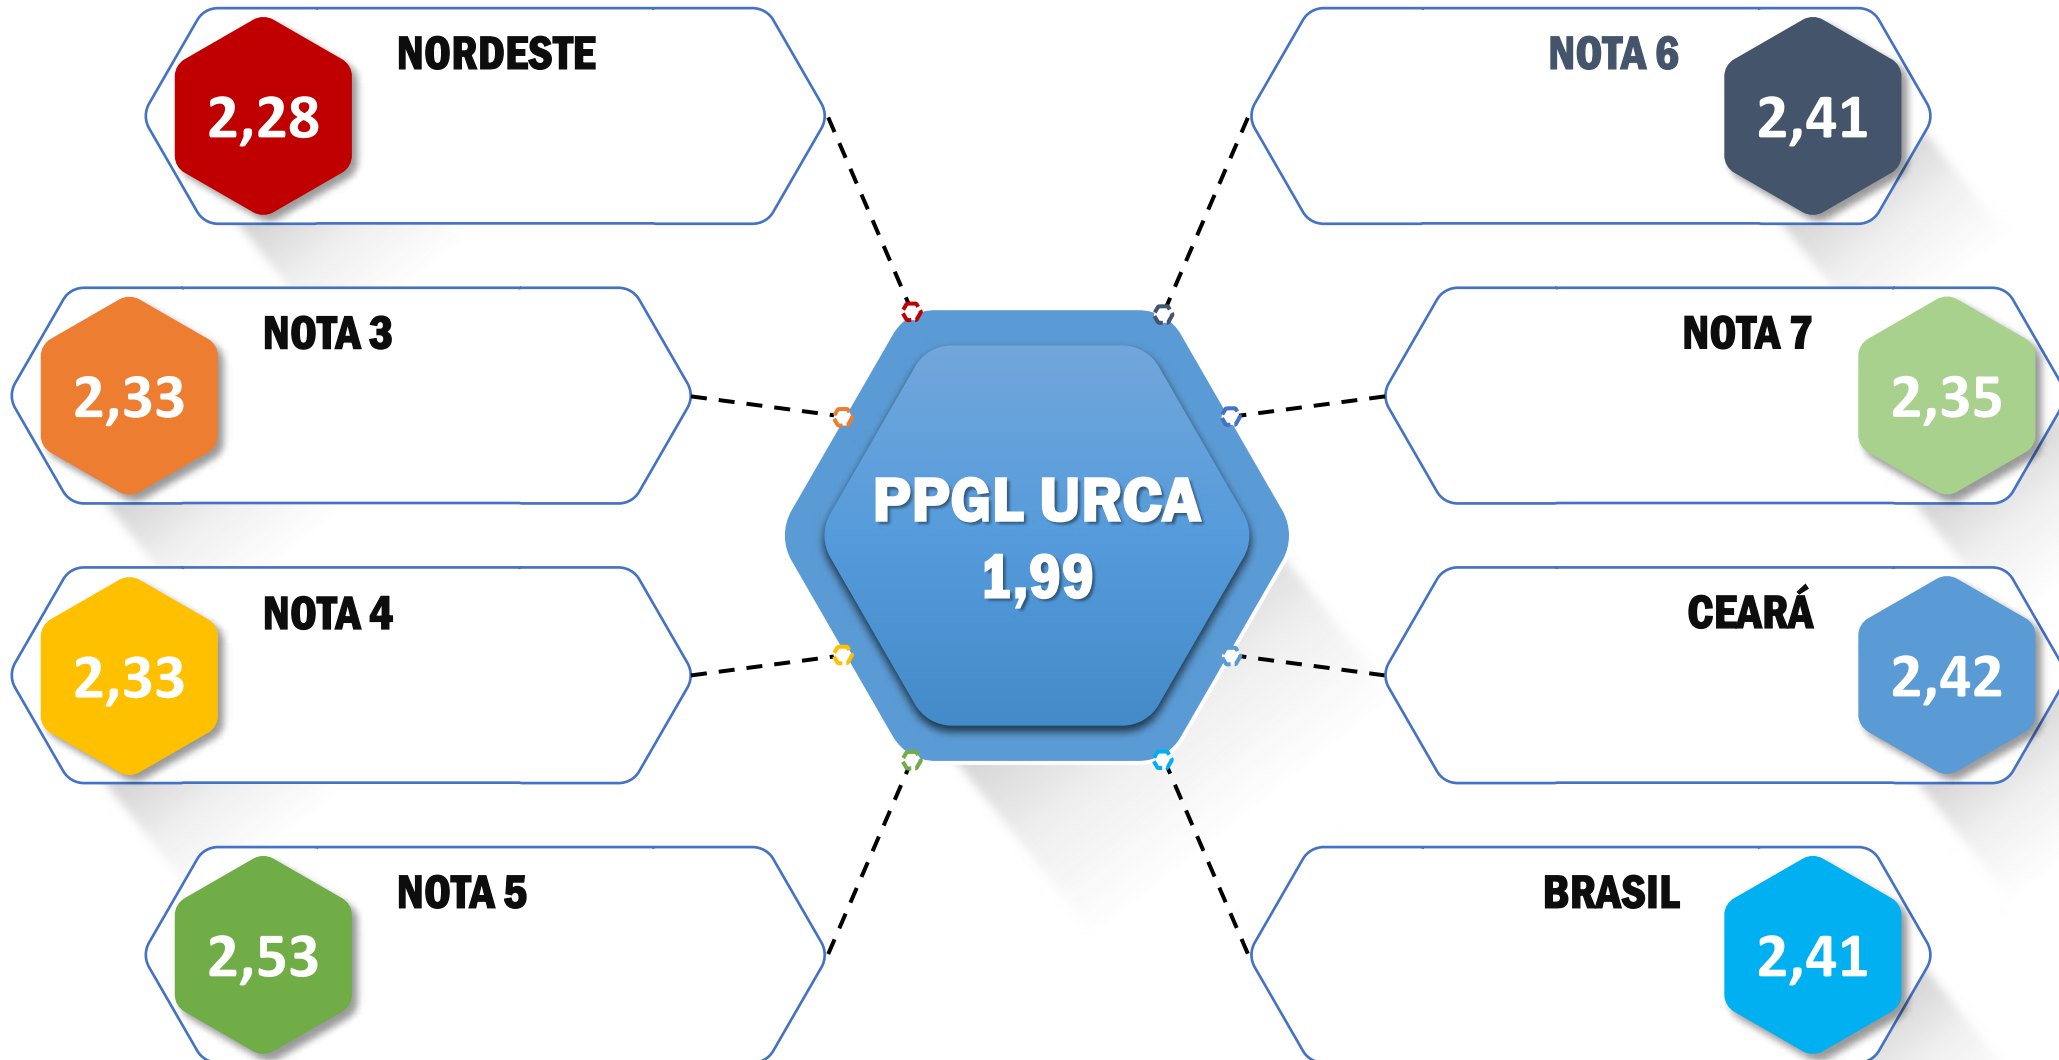 NORDESTE
2,28
NOTA 3
2,33
NOTA 4
2,33
NOTA 5
2,53
PPGL URCA
1,99
NOTA 6
2,41
NOTA 7
2,35
CEARÁ
2,42
BRASIL
2,41